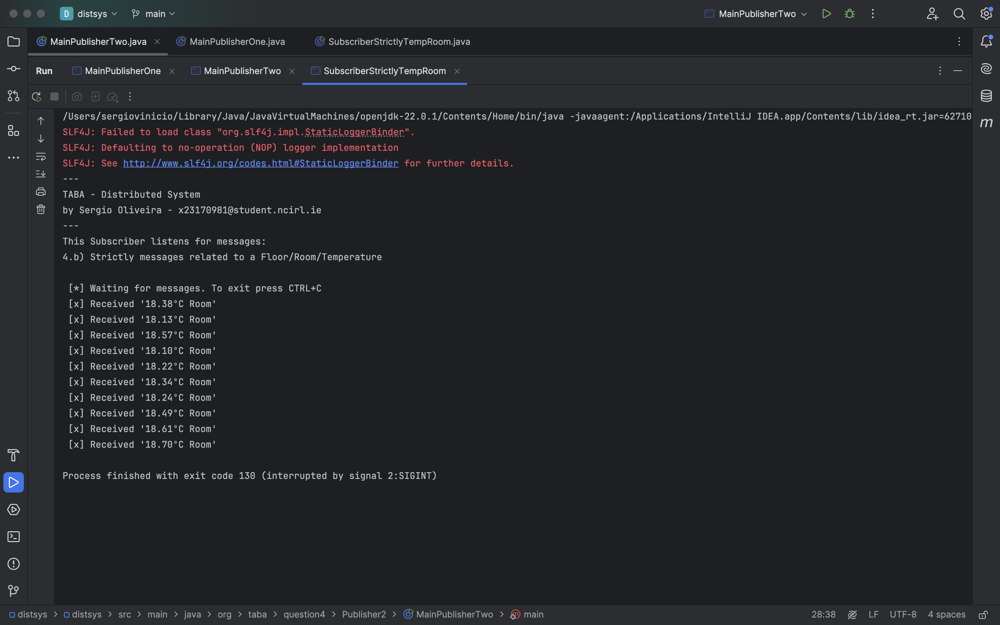 D distsys main MainPublisherTwo
MainPublisherTwo.java MainPublisherOne.java SubscriberStrictlyTempRoom.java
Run MainPublisherOne MainPublisherTwo SubscriberStrictlyTempRoom
/Users/sergiovinicio/Library/Java/JavaVirtualMachines/openjdk-22.0.1/Contents/Home/bin/java -javaagent:/Applications/IntelliJ IDEA.app/Contents/lib/idea_rt.jar=62710
SLF4J: Failed to load class "org.slf4j.impl.StaticLoggerBinder".
SLF4J: Defaulting to no-operation (NOP) logger implementation
SLF4J: See http://www.slf4j.org/codes.html#StaticLoggerBinder for further details.
---
TABA - Distributed System
by Sergio Oliveira - x23170981@student.ncirl.ie
---
This Subscriber listens for messages:
4.b) Strictly messages related to a Floor/Room/Temperature
[*] Waiting for messages. To exit press CTRL+C
[x] Received '18.38°C Room'
[x] Received '18.13°C Room'
[x] Received '18.57°C Room'
[x] Received '18.10°C Room'
[x] Received '18.22°C Room'
[x] Received '18.34°C Room'
[x] Received '18.24°C Room'
[x] Received '18.49°C Room'
[x] Received '18.61°C Room'
[x] Received '18.70°C Room'
Process finished with exit code 130 (interrupted by signal 2:SIGINT)
distsys > distsys > src > main > java > org > taba > question4 > Publisher2 > MainPublisherTwo > main 28:38 LF UTF-8 4 spaces